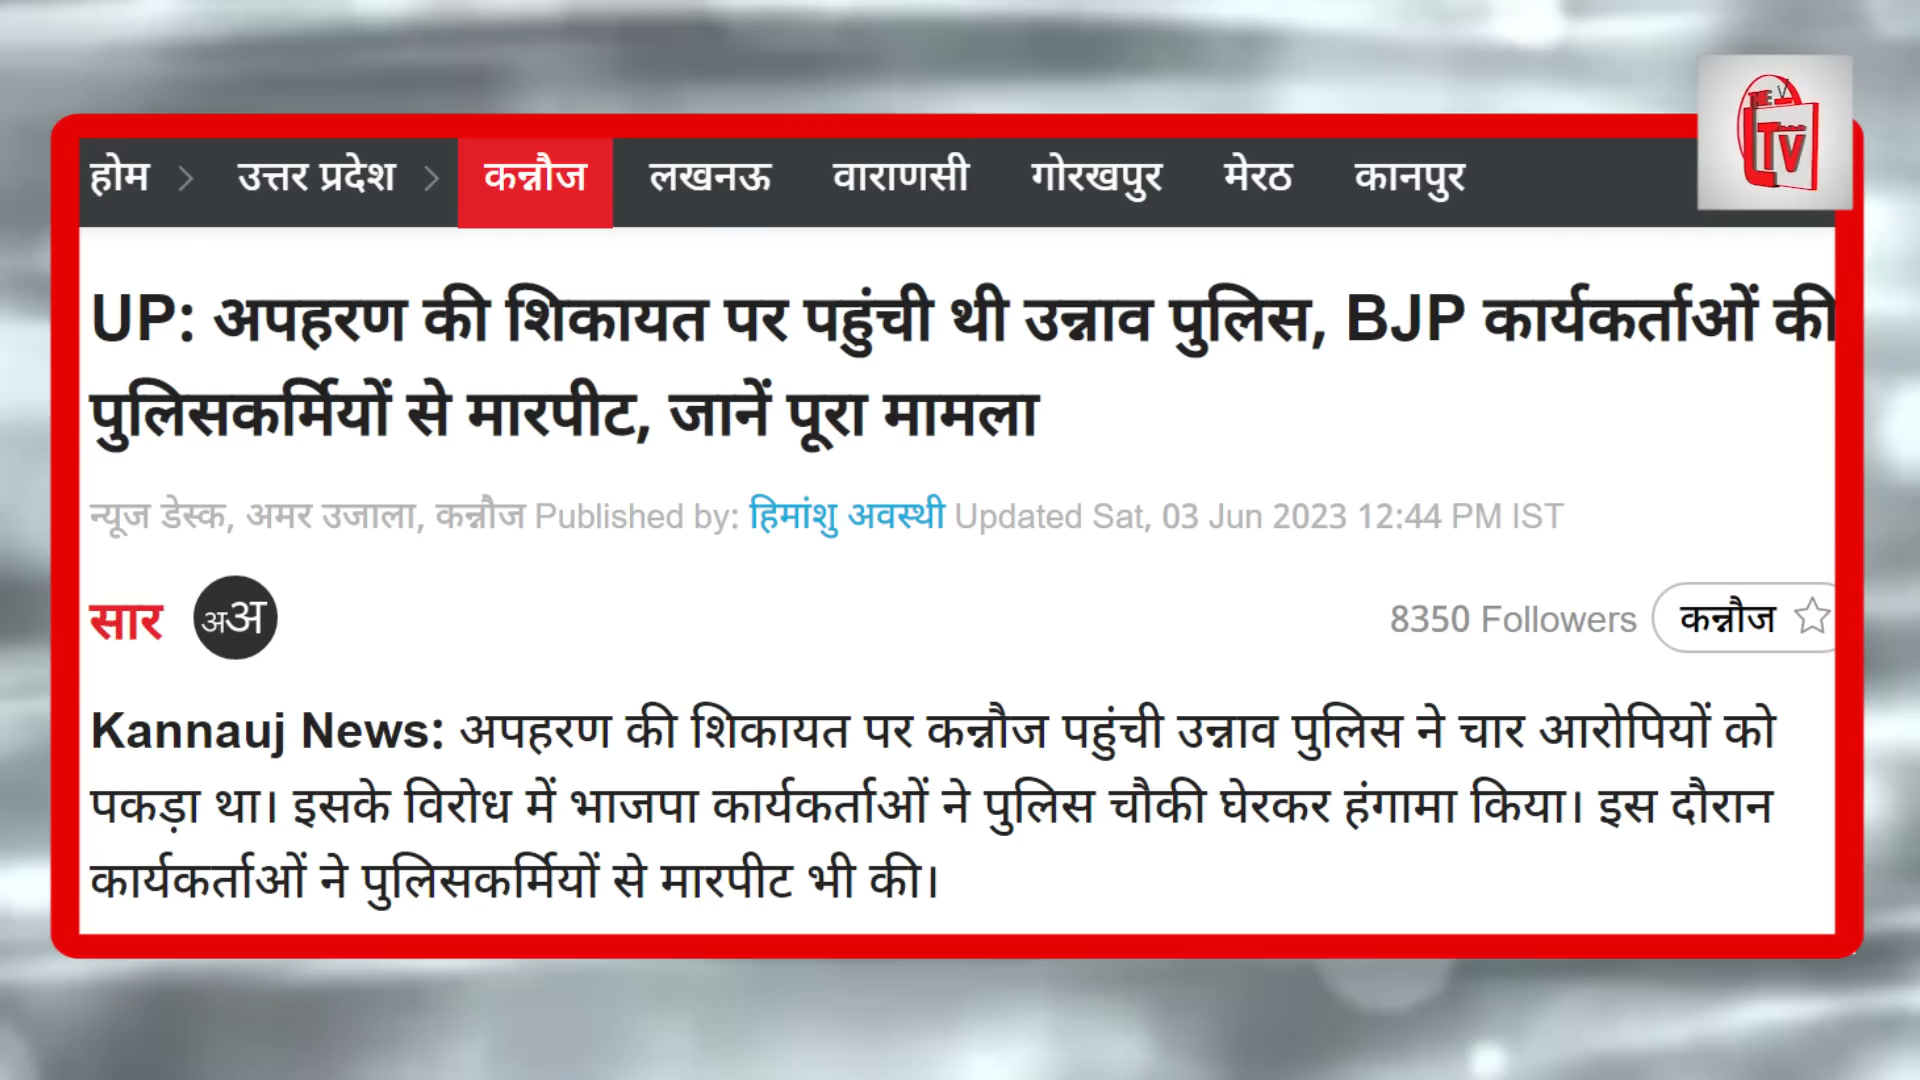 होम > उत्तर प्रदेश > कन्नौज लखनऊ वाराणसी गोरखपुर मेरठ कानपुर
TV
UP: अपहरण की शिकायत पर पहुंची थी उन्नाव पुलिस, BJP कार्यकर्ताओं की
पुलिसकर्मियों से मारपीट, जानें पूरा मामला
न्यूज डेस्क, अमर उजाला, कन्नौज Published by: हिमांशु अवस्थी Updated Sat, 03 Jun 2023 12:44 PM IST
सार अअ 8350 Followers कन्नौज
Kannauj News: अपहरण की शिकायत पर कन्नौज पहुंची उन्नाव पुलिस ने चार आरोपियों को
पकड़ा था। इसके विरोध में भाजपा कार्यकर्ताओं ने पुलिस चौकी घेरकर हंगामा किया। इस दौरान
कार्यकर्ताओं ने पुलिसकर्मियों से मारपीट भी की।